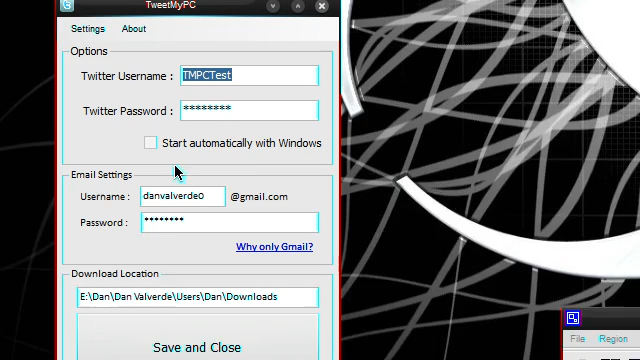 TweetMyPC
Settings About
Options
Twitter Username : TMPCTest
Twitter Password : ********
Start automatically with Windows
Email Settings
Username : danvalverde0 @gmail.com
Password : ********
Why only Gmail?
Download Location
E:\Dan\Dan Valverde\Users\Dan\Downloads
Save and Close
File Region